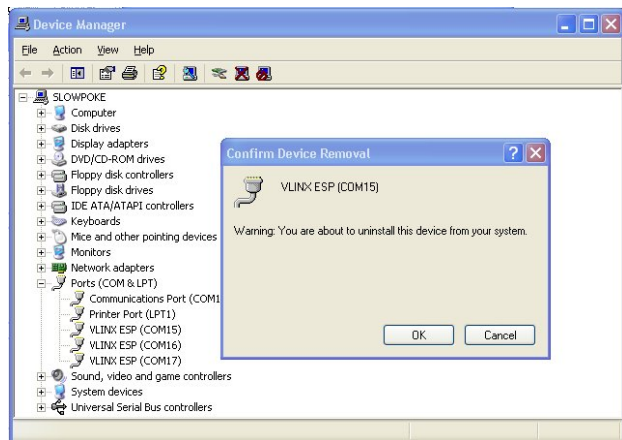 Device Manager
File Action View Help
SLOWPOKE
Computer
Disk drives
Display adapters
DVD/CD-ROM drives
Floppy disk controllers
Floppy disk drives
IDE ATA/ATAPI controllers
Keyboards
Mice and other pointing devices
Monitors
Network adapters
Ports (COM & LPT)
Communications Port (COM1
Printer Port (LPT1)
VLINX ESP (COM15)
VLINX ESP (COM16)
VLINX ESP (COM17)
Sound, video and game controllers
System devices
Universal Serial Bus controllers
Confirm Device Removal
VLINX ESP (COM15)
Warning: You are about to uninstall this device from your system.
OK Cancel